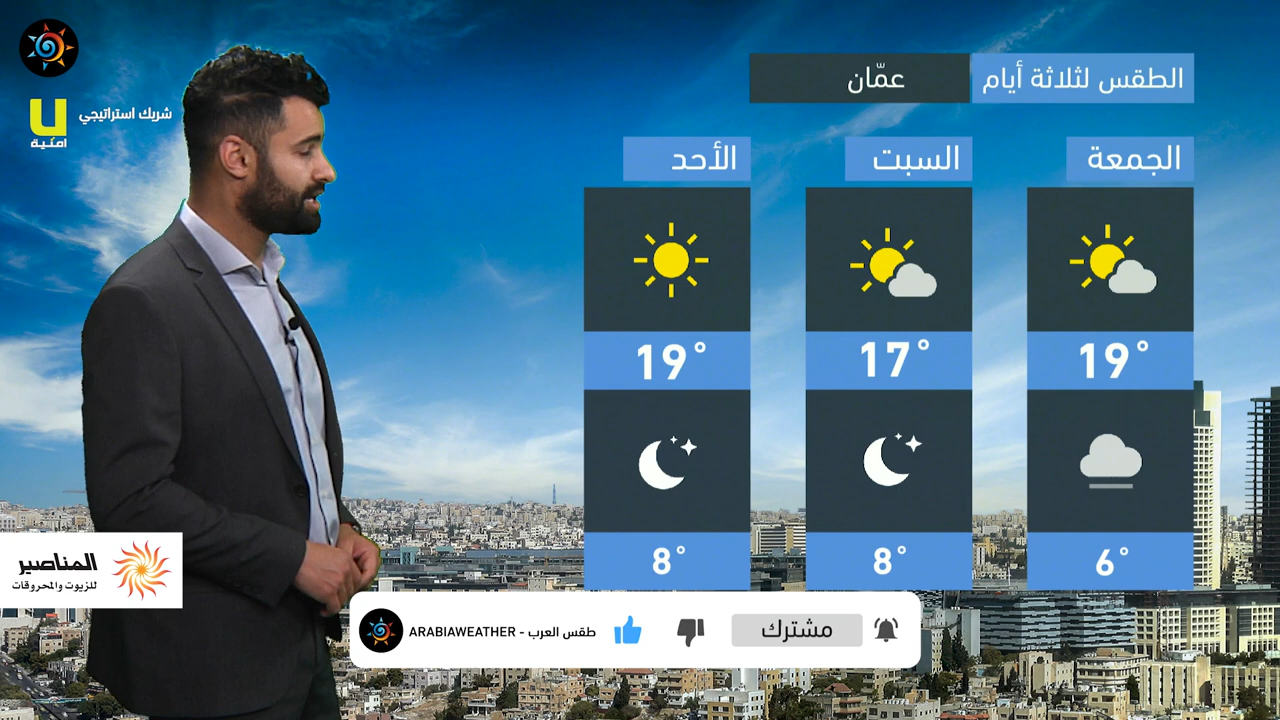 الطقس لثلاثة أيام
عمّان
شريك استراتيجي
U
امنية
الجمعة
السبت
الأحد
19°
17°
19°
6°
8°
8°
المناصير
للزيوت والمحروقات
طقس العرب - ARABIAWEATHER
مشترك